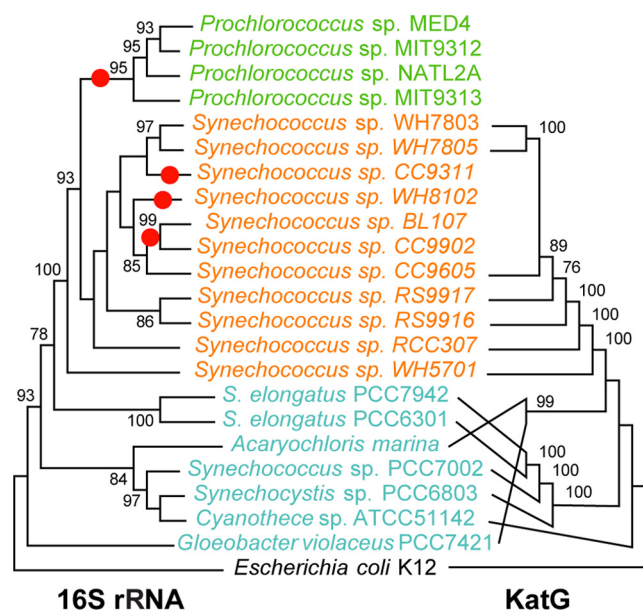 93
Prochlorococcus sp. MED4
95
Prochlorococcus sp. MIT9312
95
Prochlorococcus sp. NATL2A
Prochlorococcus sp. MIT9313
97
Synechococcus sp. WH7803
100
Synechococcus sp. WH7805
Synechococcus sp. CC9311
93
Synechococcus sp. WH8102
99
Synechococcus sp. BL107
Synechococcus sp. CC9902
89
85
Synechococcus sp. CC9605
76
100
Synechococcus sp. RS9917
100
86
Synechococcus sp. RS9916
100
78
Synechococcus sp. RCC307
100
Synechococcus sp. WH5701
93
S. elongatus PCC7942
99
100
S. elongatus PCC6301
Acaryochloris marina
100
84
Synechococcus sp. PCC7002
100
97
Synechocystis sp. PCC6803
100
Cyanothece sp. ATCC51142
Gloeobacter violaceus PCC7421
Escherichia coli K12
16S rRNA
KatG